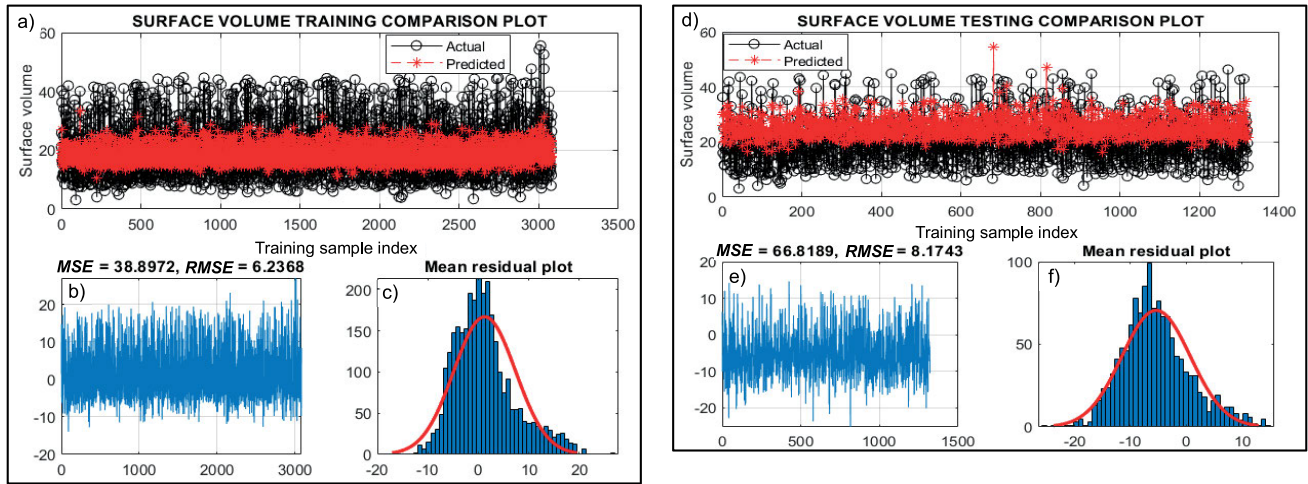 a)
SURFACE VOLUME TRAINING COMPARISON PLOT
60
40
20
0
Surface volume
Actual
Predicted
0 500 1000 1500 2000 2500 3000 3500
Training sample index
MSE = 38.8972, RMSE = 6.2368
b)
20
10
0
-10
-20
0 1000 2000 3000
Mean residual plot
c)
200
150
100
50
0
-20 -10 0 10 20
d)
SURFACE VOLUME TESTING COMPARISON PLOT
60
40
20
0
Surface volume
Actual
Predicted
0 200 400 600 800 1000 1200 1400
Training sample index
MSE = 66.8189, RMSE = 8.1743
e)
20
10
0
-10
-20
0 500 1000 1500
Mean residual plot
f)
100
50
0
-20 -10 0 10